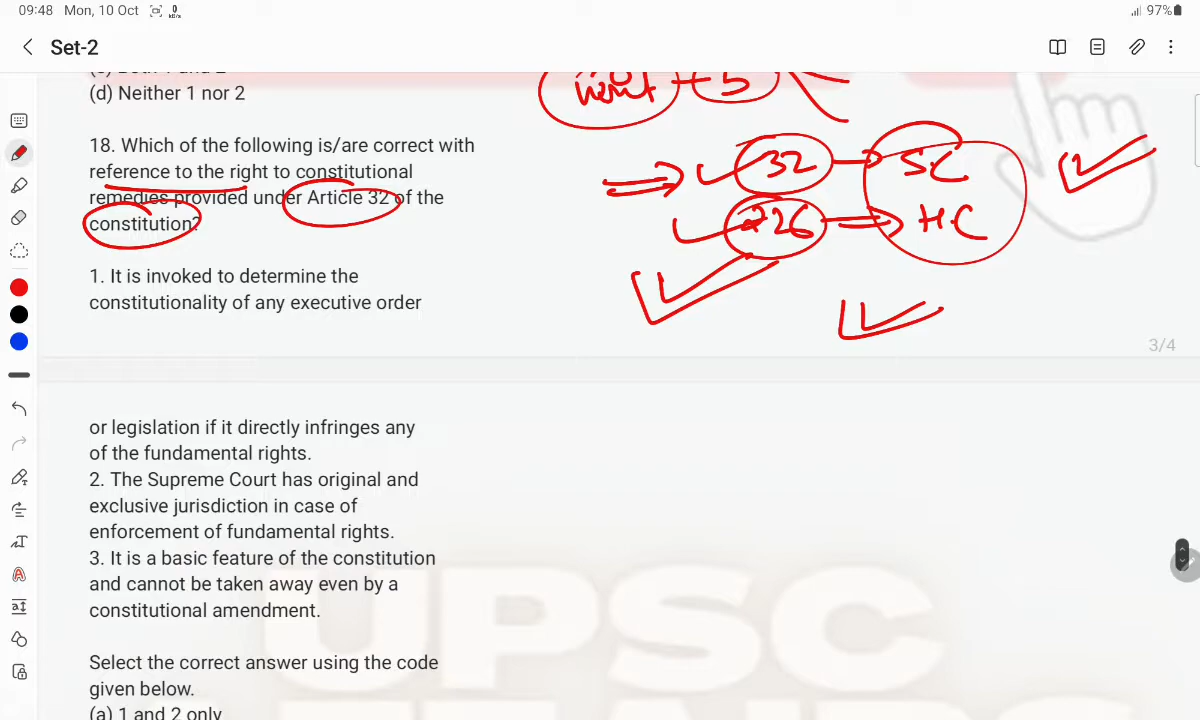 09:48 Mon, 10 Oct
97%
Set-2
(d) Neither 1 nor 2
18. Which of the following is/are correct with
reference to the right to constitutional
remedies provided under Article 32 of the
constitution?
32 SC
226 HC
1. It is invoked to determine the
constitutionality of any executive order
3/4
or legislation if it directly infringes any
of the fundamental rights.
2. The Supreme Court has original and
exclusive jurisdiction in case of
enforcement of fundamental rights.
3. It is a basic feature of the constitution
and cannot be taken away even by a
constitutional amendment.
UPSC
Select the correct answer using the code
given below.
(a) 1 and 2 only